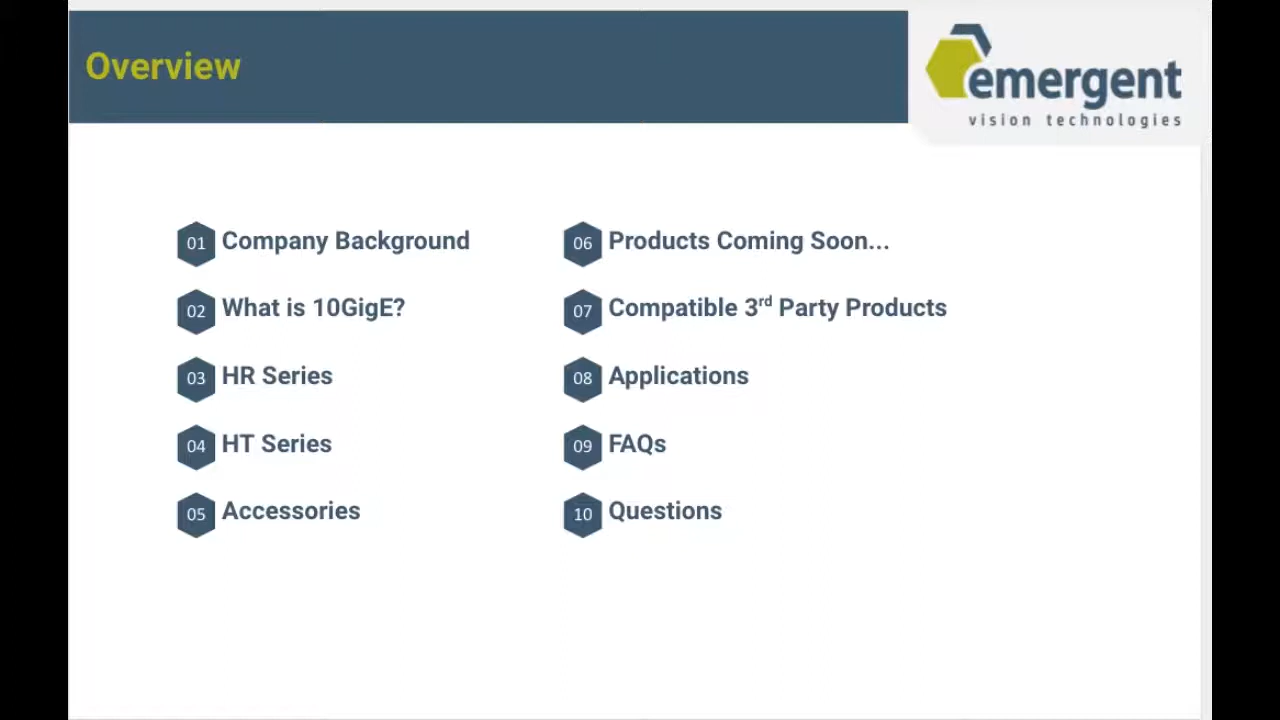 Overview
emergent
vision technologies
01 Company Background
02 What is 10GigE?
03 HR Series
04 HT Series
05 Accessories
06 Products Coming Soon...
07 Compatible 3rd Party Products
08 Applications
09 FAQs
10 Questions